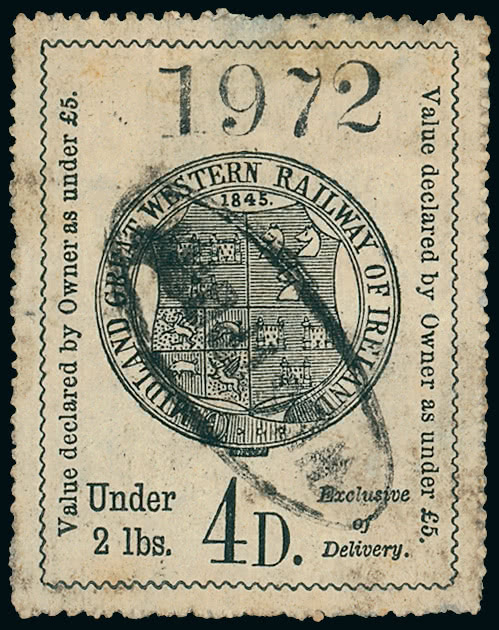 1972
MIDLAND GREAT WESTERN RAILWAY OF IRELAND
1845.
Value declared by Owner as under £5.
Value declared by Owner as under £5.
Under
2 lbs.
4D.
Exclusive
of
Delivery.